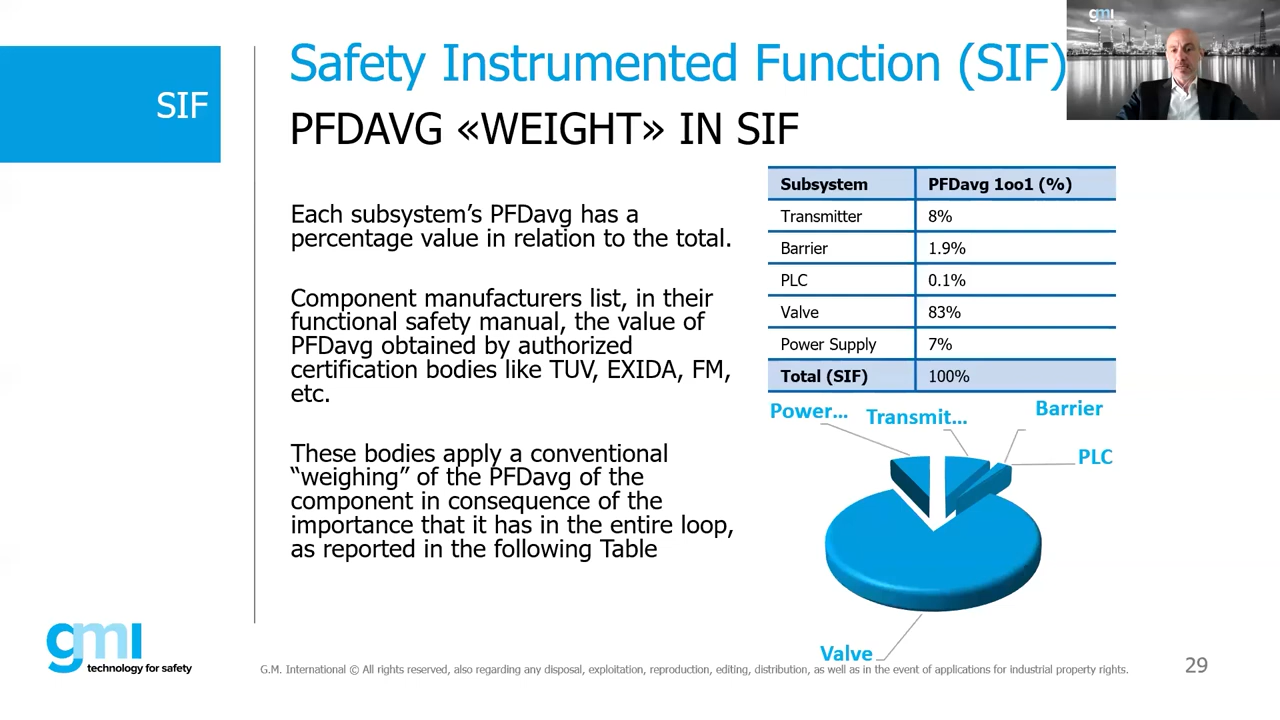 gmi
SIF
Safety Instrumented Function (SIF)
PFDAVG «WEIGHT» IN SIF
Each subsystem’s PFDavg has a
percentage value in relation to the total.
Component manufacturers list, in their
functional safety manual, the value of
PFDavg obtained by authorized
certification bodies like TUV, EXIDA, FM,
etc.
These bodies apply a conventional
“weighing” of the PFDavg of the
component in consequence of the
importance that it has in the entire loop,
as reported in the following Table
Subsystem PFDavg 1oo1 (%)
Transmitter 8%
Barrier 1.9%
PLC 0.1%
Valve 83%
Power Supply 7%
Total (SIF) 100%
Power…
Transmit…
Barrier
PLC
Valve
gmi
technology for safety
G.M. International © All rights reserved, also regarding any disposal, exploitation, reproduction, editing, distribution, as well as in the event of applications for industrial property rights.
29